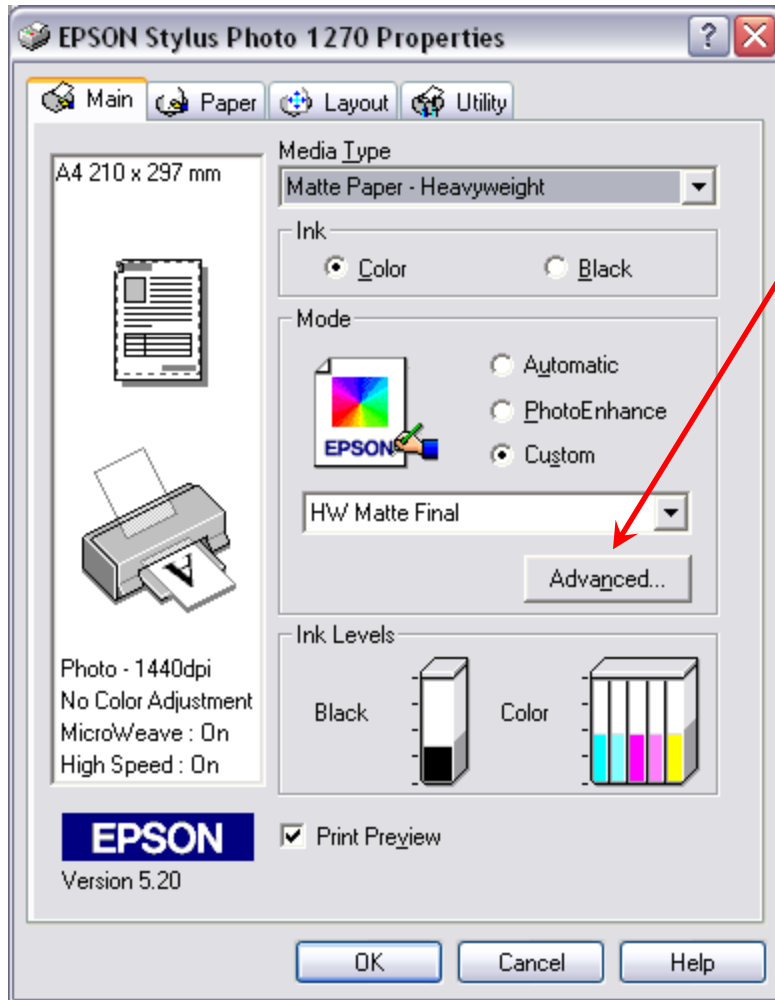 EPSON Stylus Photo 1270 Properties
Main
Paper
Layout
Utility
A4 210 x 297 mm
Media Type
Matte Paper - Heavyweight
Ink
Color
Black
Mode
EPSON
Automatic
PhotoEnhance
Custom
HW Matte Final
Advanced...
A
Photo - 1440dpi
No Color Adjustment
MicroWeave : On
High Speed : On
Ink Levels
Black
Color
EPSON
Version 5.20
Print Preview
OK
Cancel
Help